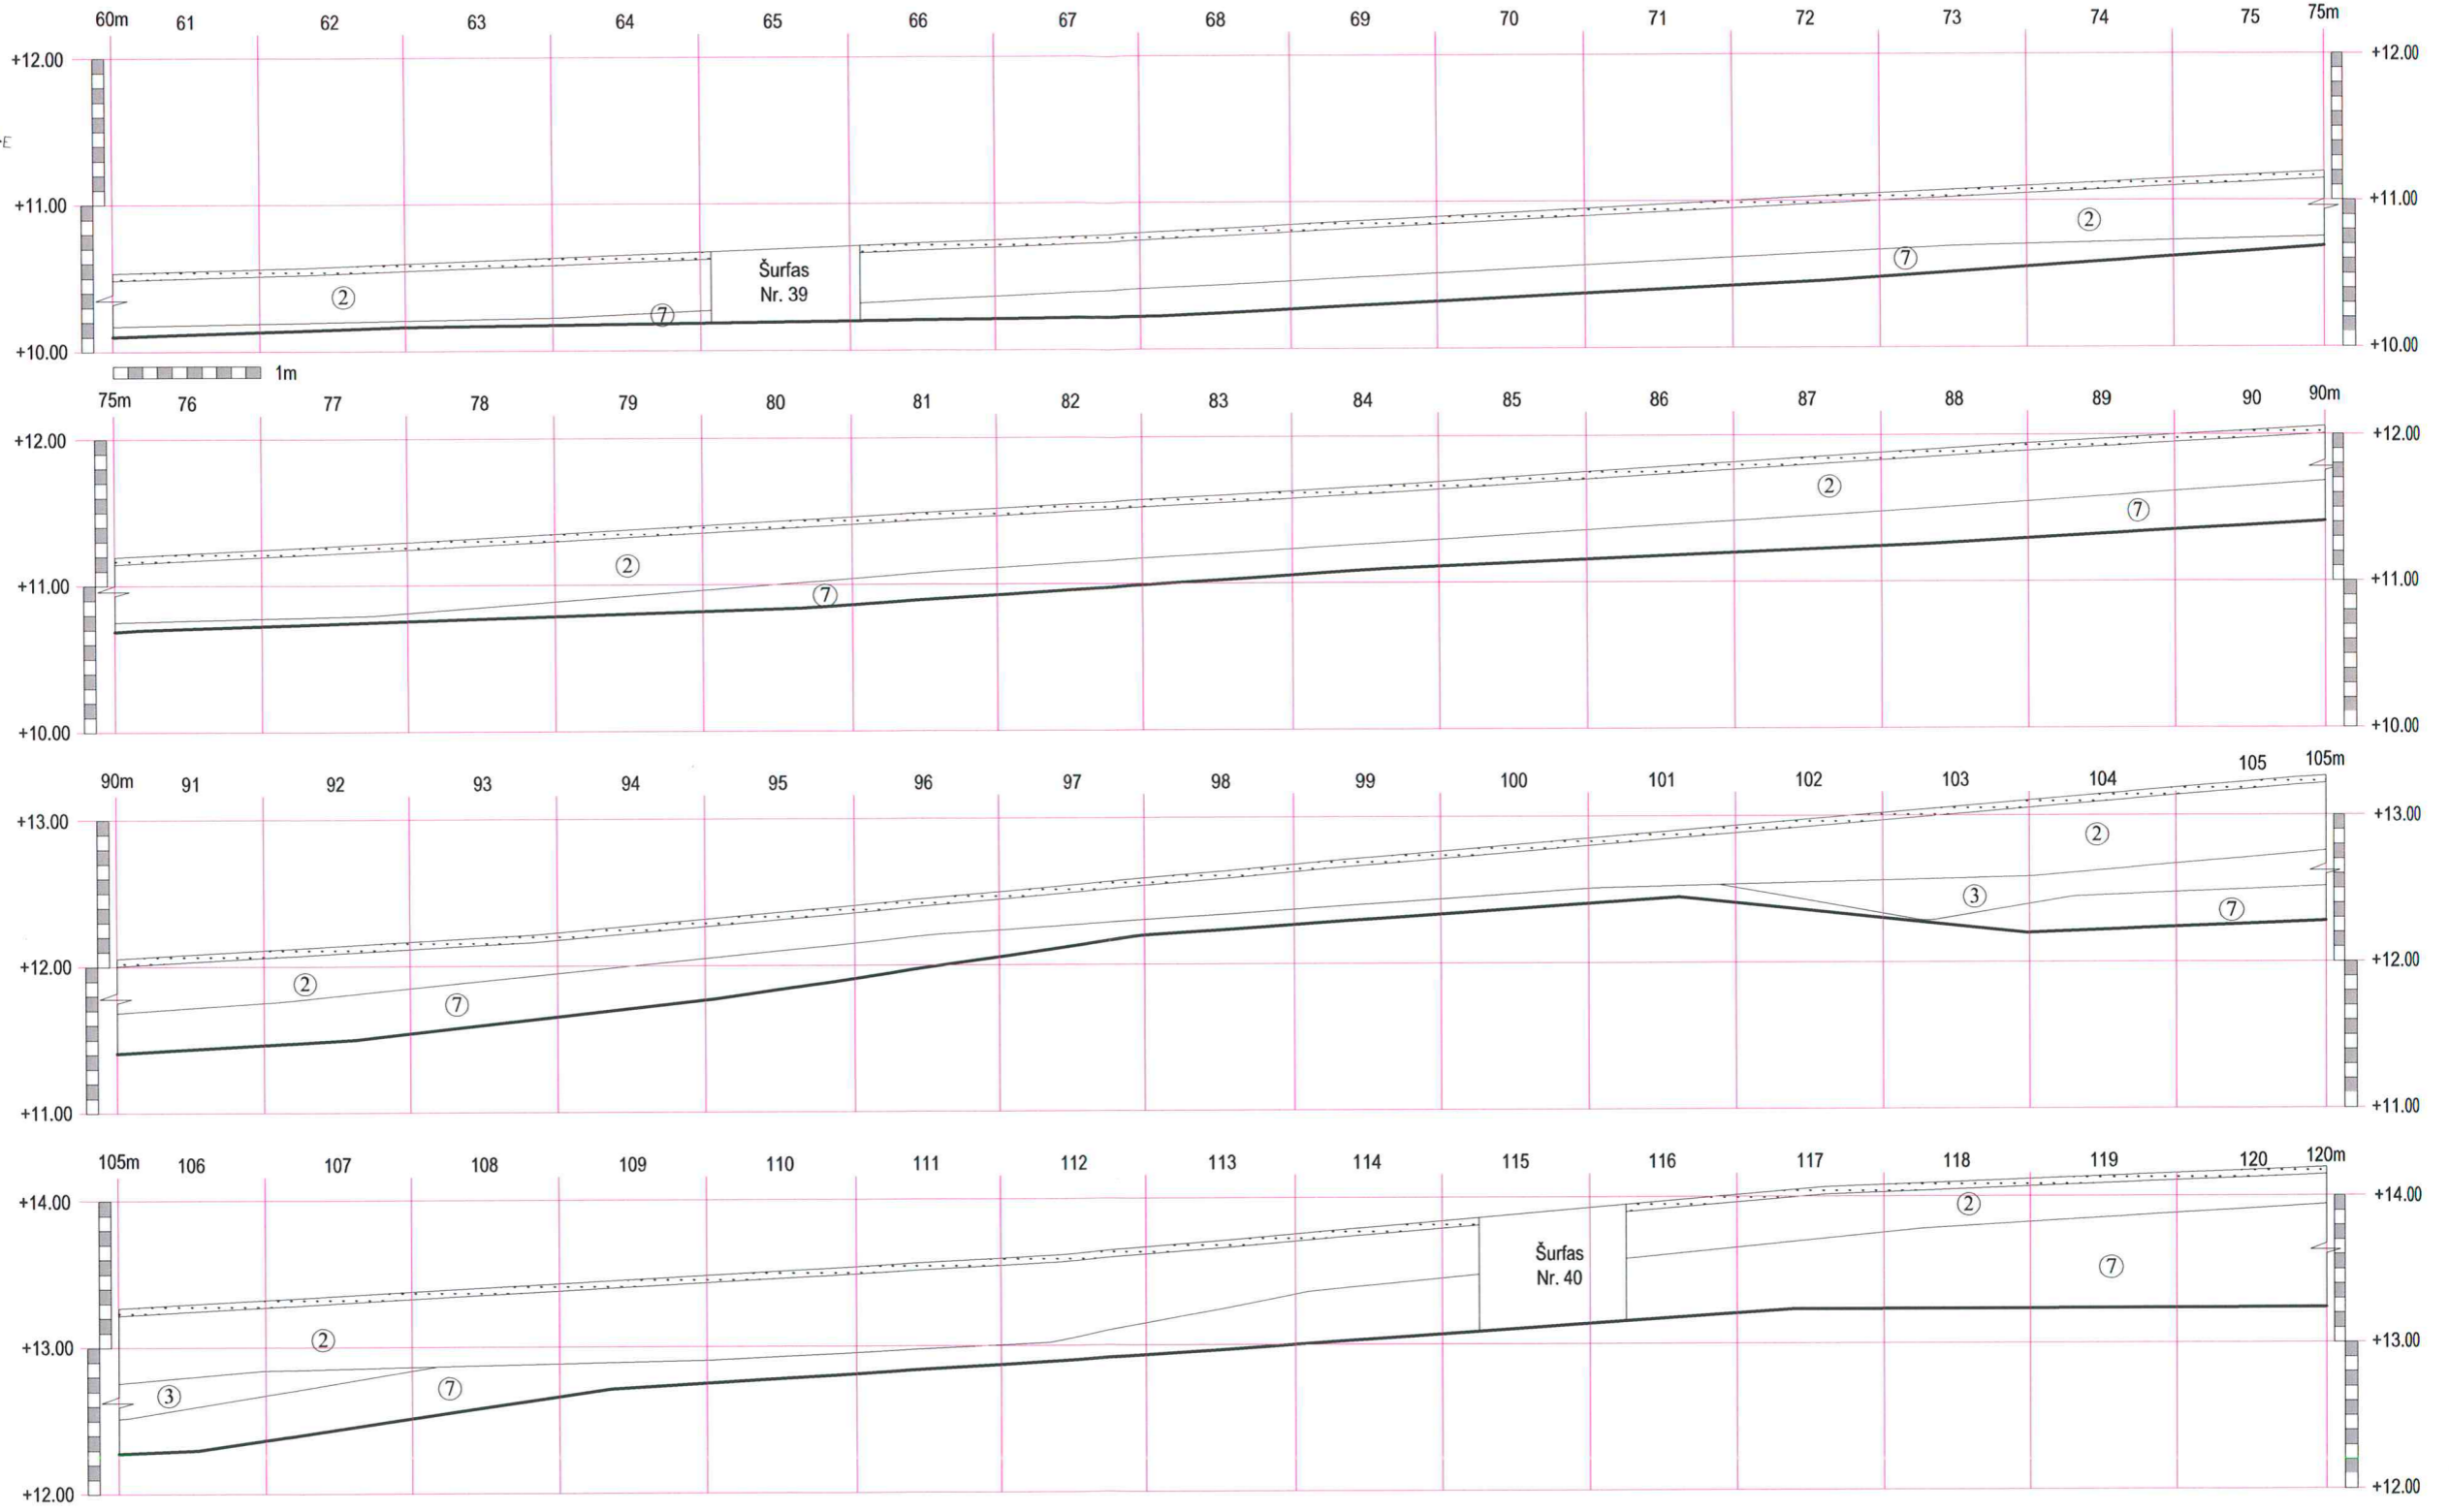 60m 61 62 63 64 65 66 67 68 69 70 71 72 73 74 75 75m
+12.00 +12.00
E
+11.00 +11.00
②
⑦
Šurfas
Nr. 39
② ⑦
+10.00 +10.00
1m
75m 76 77 78 79 80 81 82 83 84 85 86 87 88 89 90 90m
+12.00 +12.00
② ⑦
② ⑦
+11.00 +11.00
+10.00 +10.00
90m 91 92 93 94 95 96 97 98 99 100 101 102 103 104 105 105m
+13.00 +13.00
②
③ ⑦
+12.00 +12.00
② ⑦
+11.00 +11.00
105m 106 107 108 109 110 111 112 113 114 115 116 117 118 119 120 120m
+14.00 +14.00
②
Šurfas
Nr. 40
⑦
+13.00 +13.00
②
③ ⑦
+12.00 +12.00